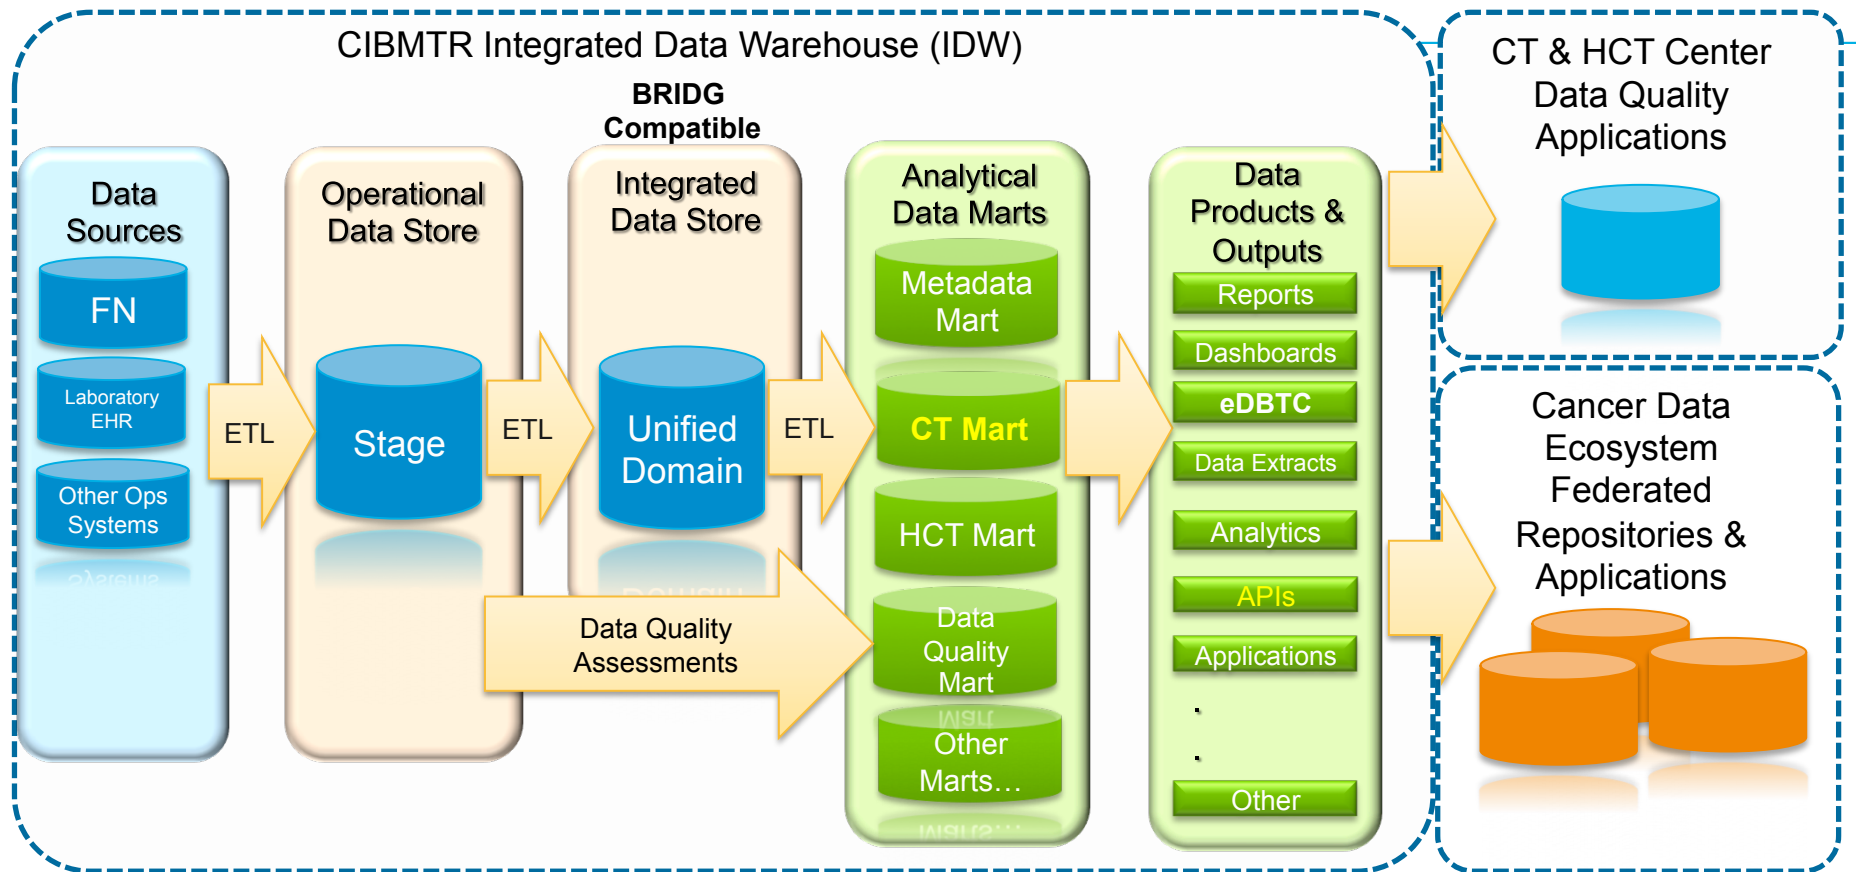 CIBMTR Integrated Data Warehouse (IDW)
BRIDG
Compatible
Data
Sources
FN
Laboratory
EHR
Other Ops
Systems
ETL
Operational
Data Store
Stage
ETL
Integrated
Data Store
Unified
Domain
ETL
Data Quality
Assessments
Analytical
Data Marts
Metadata
Mart
CT Mart
HCT Mart
Data
Quality
Mart
Other
Marts…
Data
Products &
Outputs
Reports
Dashboards
eDBTC
Data Extracts
Analytics
APIs
Applications
.
.
Other
CT & HCT Center
Data Quality
Applications
Cancer Data
Ecosystem
Federated
Repositories &
Applications